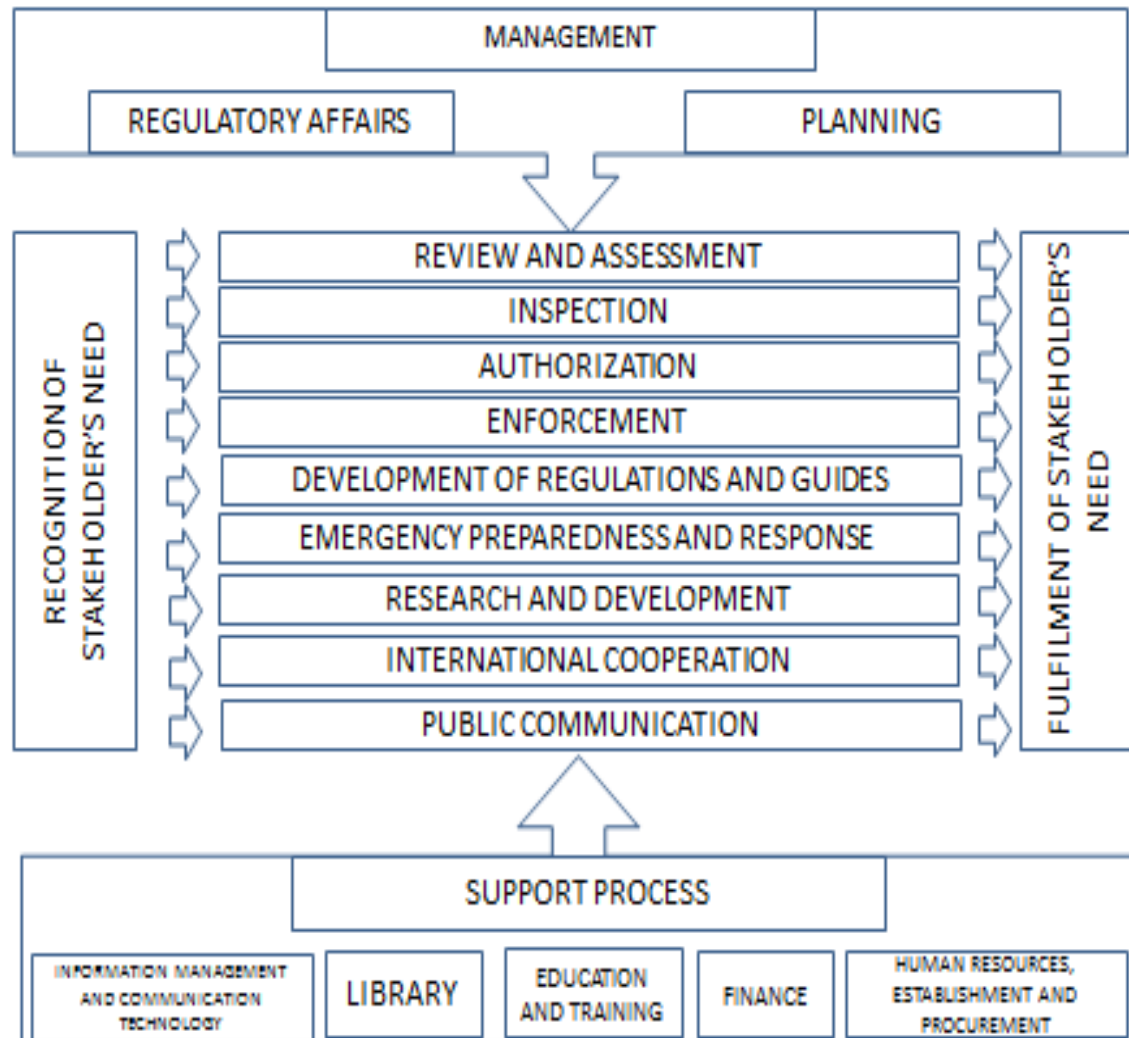 MANAGEMENT
REGULATORY AFFAIRS
PLANNING
RECOGNITION OF
STAKEHOLDER'S NEED
REVIEW AND ASSESSMENT
INSPECTION
AUTHORIZATION
ENFORCEMENT
DEVELOPMENT OF REGULATIONS AND GUIDES
EMERGENCY PREPAREDNESS AND RESPONSE
RESEARCH AND DEVELOPMENT
INTERNATIONAL COOPERATION
PUBLIC COMMUNICATION
FULFILMENT OF STAKEHOLDER'S
NEED
SUPPORT PROCESS
INFORMATION MANAGEMENT
AND COMMUNICATION
TECHNOLOGY
LIBRARY
EDUCATION
AND TRAINING
FINANCE
HUMAN RESOURCES,
ESTABLISHMENT AND
PROCUREMENT